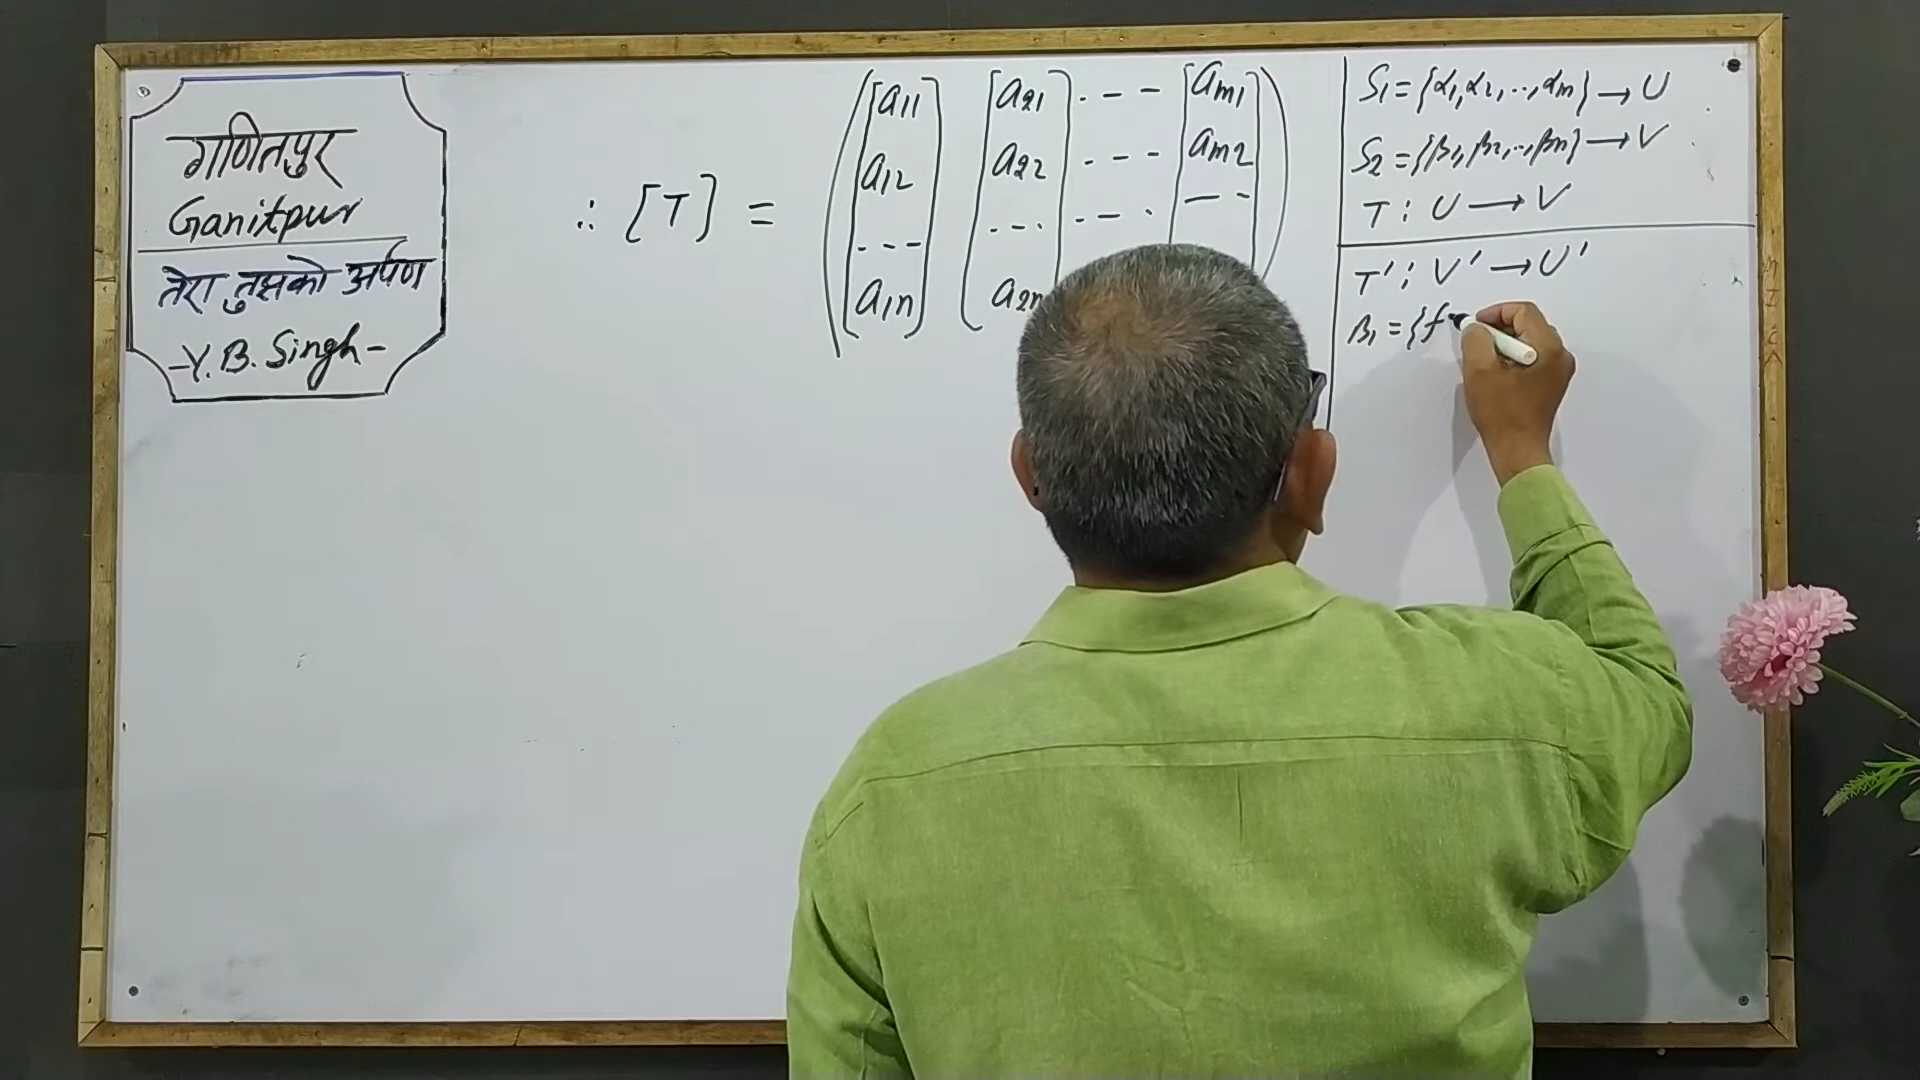 गणितपुर
Ganitpur
तेरा तुझको अर्पण
-Y. B. Singh-
∴ [T] =
a11 a21 --- am1
a12 a22 --- am2
--- --- --- ---
a1n a2n
S1 = {α1, α2, .., αm} → U
S2 = {β1, β2, .., βn} → V
T : U → V
T' : V' → U'
B1 = {f